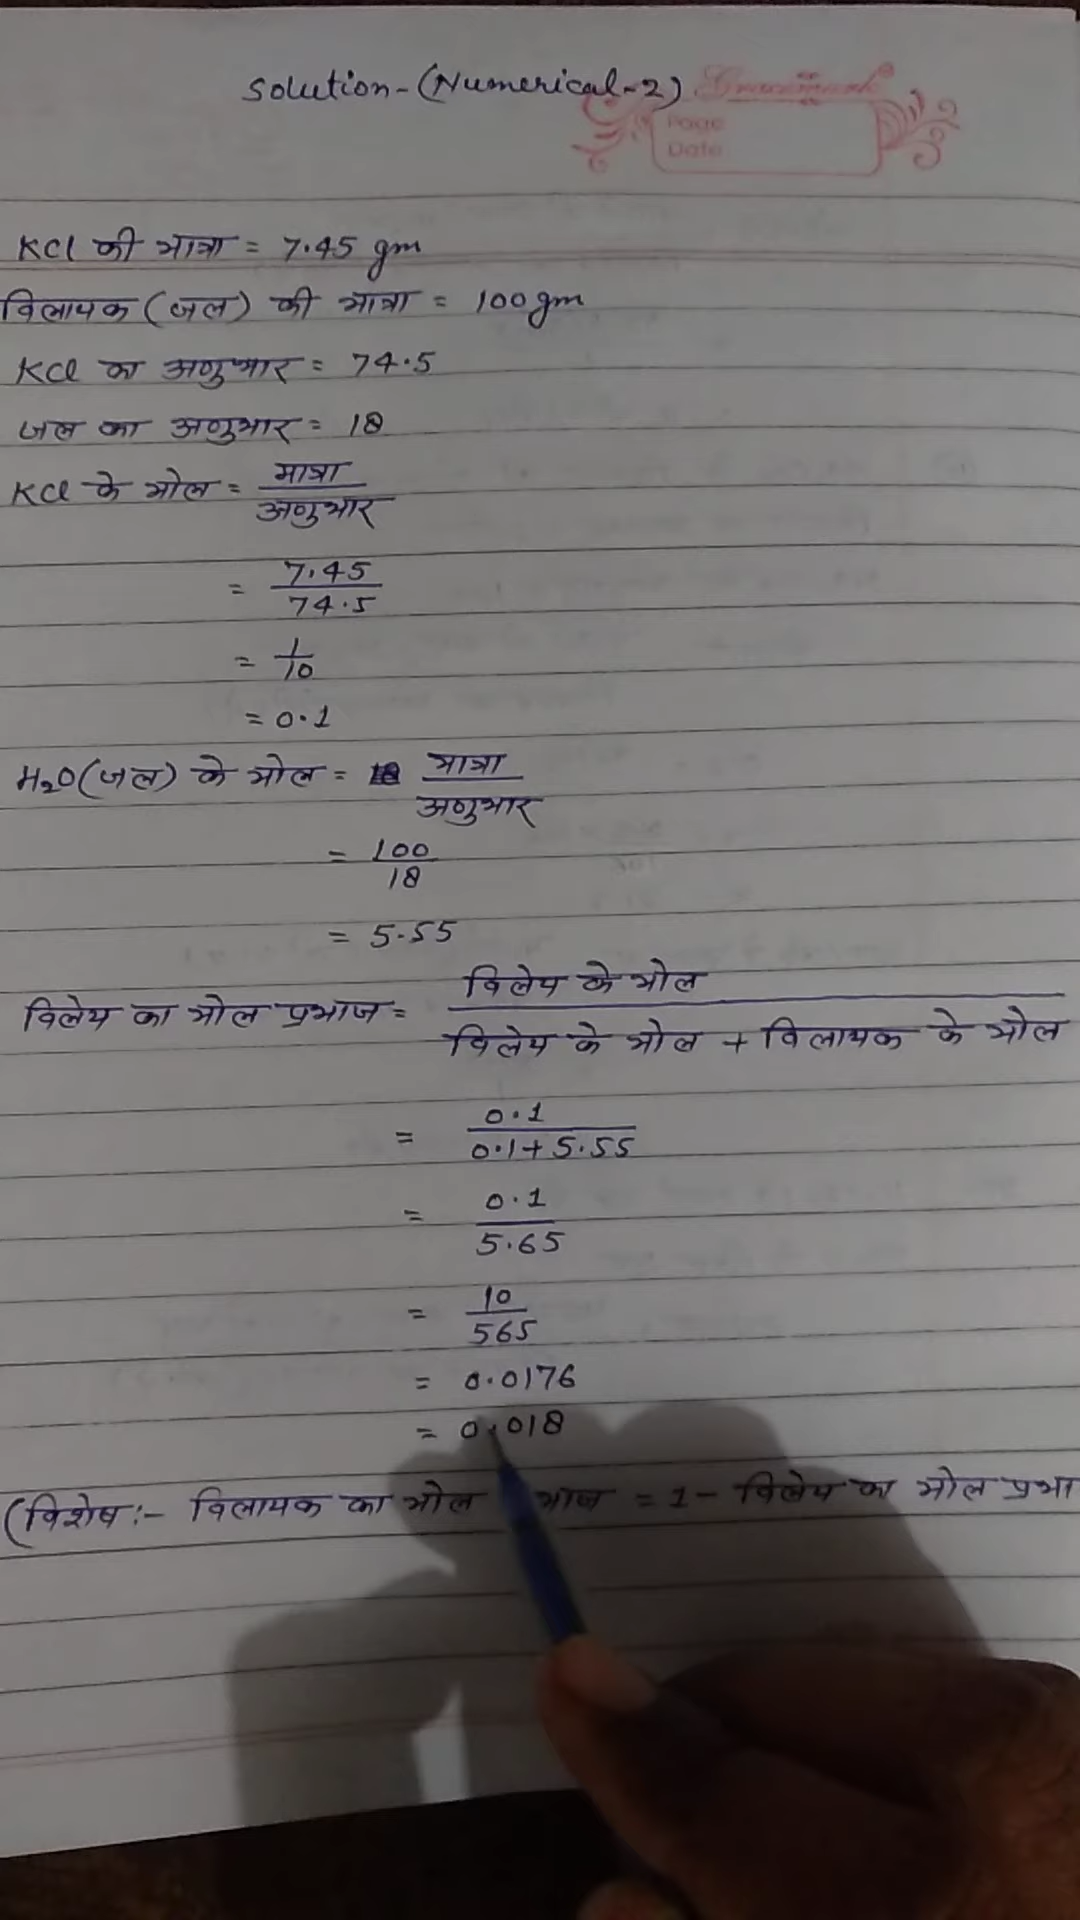 Solution-(Numerical-2)
Page
Date
KCl की मात्रा = 7.45 gm
विलायक (जल) की मात्रा = 100gm
KCl का अणुभार = 74.5
जल का अणुभार = 18
KCl के मोल = मात्रा
अणुभार
= 7.45
74.5
= 1
10
= 0.1
H₂O(जल) के मोल = मात्रा
अणुभार
= 100
18
= 5.55
विलेय का मोल प्रभाज = विलेय के मोल
विलेय के मोल + विलायक के मोल
= 0.1
0.1+5.55
= 0.1
5.65
= 10
565
= 0.0176
= 0.018
(विशेष :- विलायक का मोल = 1 - विलेय का मोल प्रभा